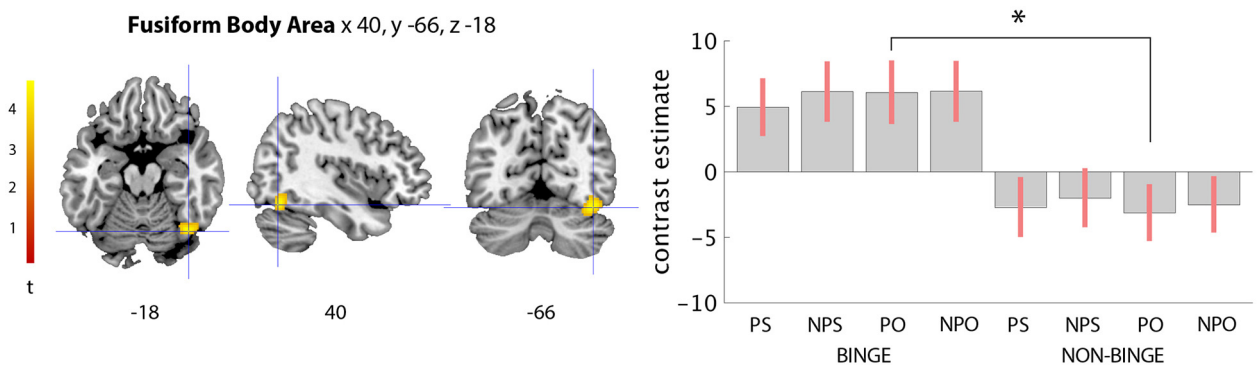 Fusiform Body Area x 40, y -66, z -18
4
3
2
1
t
-18
40
-66
*
contrast estimate
10
5
0
−5
−10
PS NPS PO NPO PS NPS PO NPO
BINGE NON-BINGE